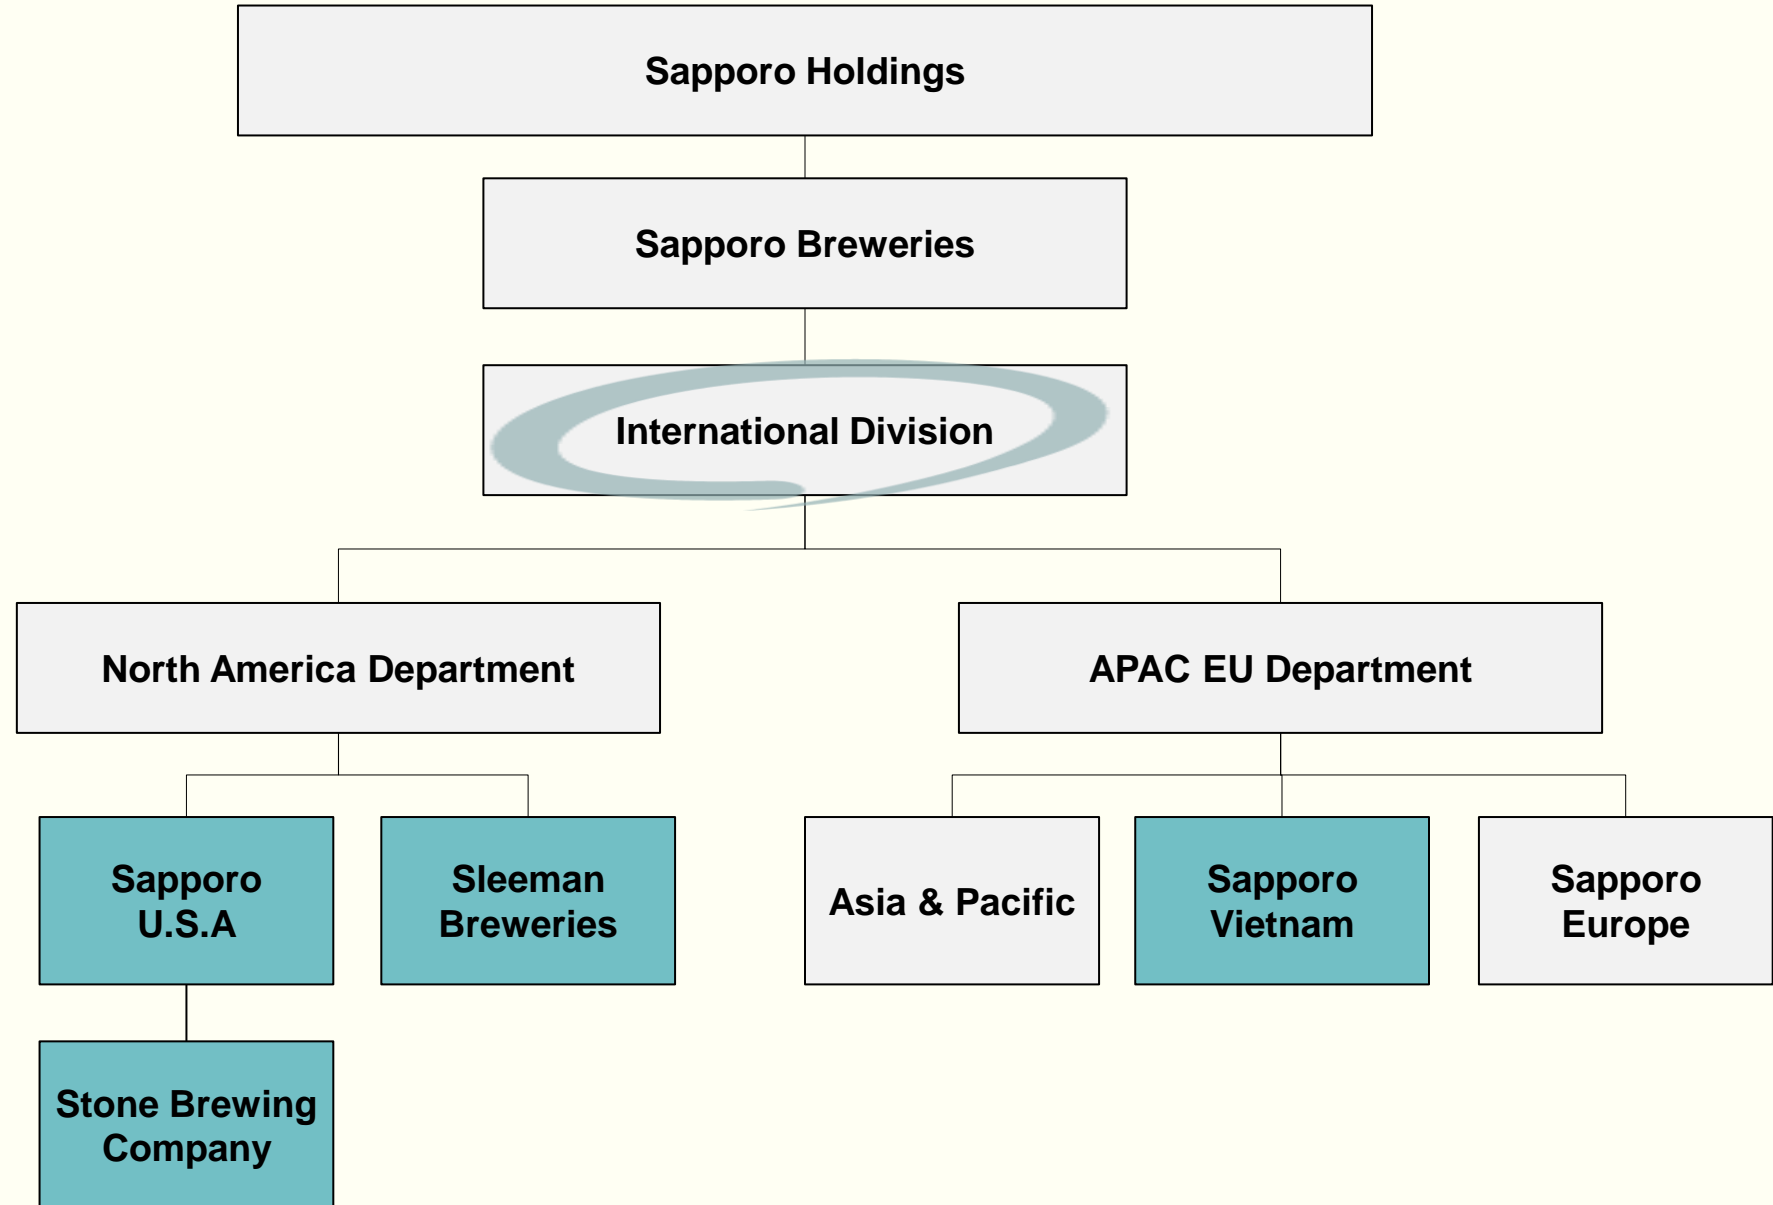 Sapporo Holdings
Sapporo Breweries
International Division
North America Department
APAC EU Department
Sapporo
U.S.A
Sleeman
Breweries
Asia & Pacific
Sapporo
Vietnam
Sapporo
Europe
Stone Brewing
Company